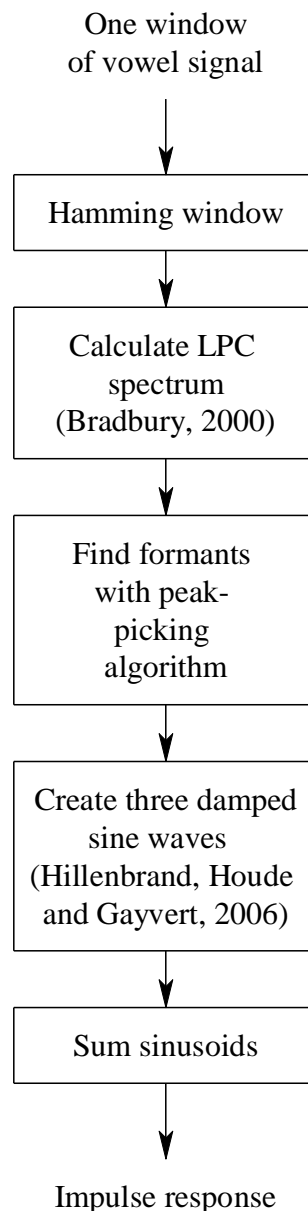 One window
of vowel signal
Hamming window
Calculate LPC
spectrum
(Bradbury, 2000)
Find formants
with peak-
picking
algorithm
Create three damped
sine waves
(Hillenbrand, Houde
and Gayvert, 2006)
Sum sinusoids
Impulse response